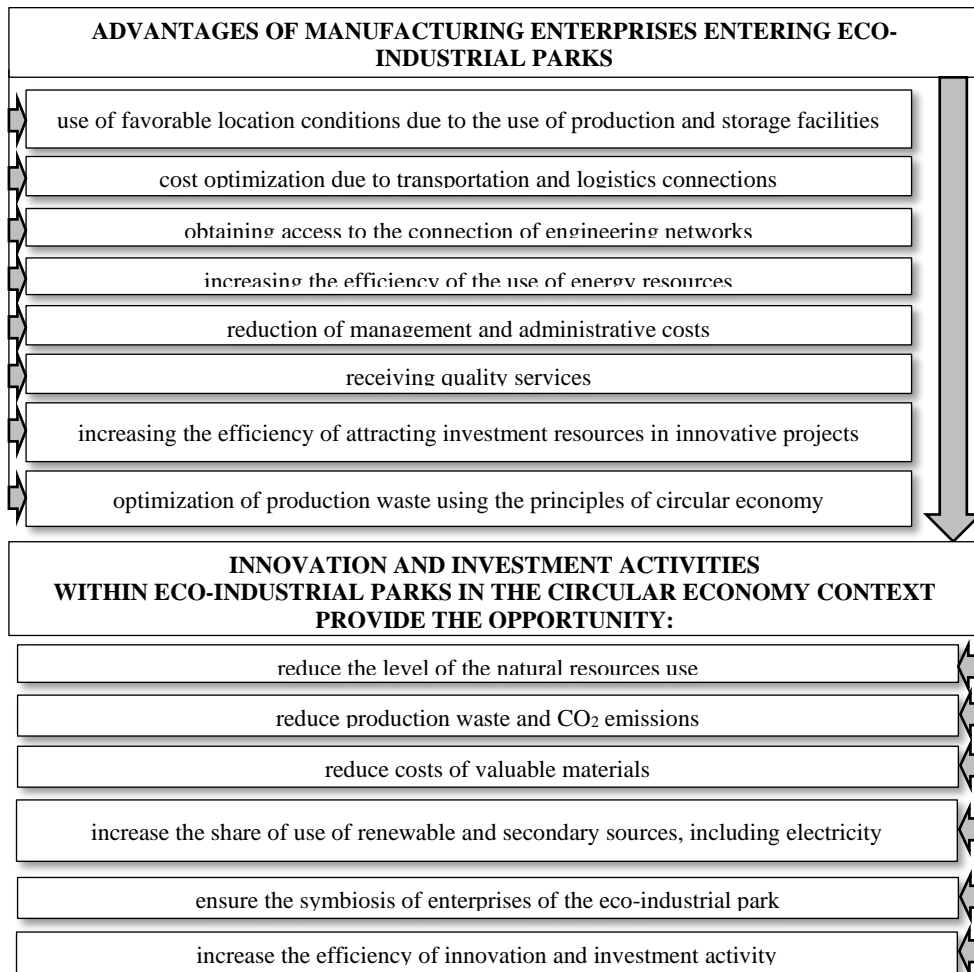 ADVANTAGES OF MANUFACTURING ENTERPRISES ENTERING ECO-
INDUSTRIAL PARKS
use of favorable location conditions due to the use of production and storage facilities
cost optimization due to transportation and logistics connections
obtaining access to the connection of engineering networks
increasing the efficiency of the use of energy resources
reduction of management and administrative costs
receiving quality services
increasing the efficiency of attracting investment resources in innovative projects
optimization of production waste using the principles of circular economy
INNOVATION AND INVESTMENT ACTIVITIES
WITHIN ECO-INDUSTRIAL PARKS IN THE CIRCULAR ECONOMY CONTEXT
PROVIDE THE OPPORTUNITY:
reduce the level of the natural resources use
reduce production waste and CO₂ emissions
reduce costs of valuable materials
increase the share of use of renewable and secondary sources, including electricity
ensure the symbiosis of enterprises of the eco-industrial park
increase the efficiency of innovation and investment activity